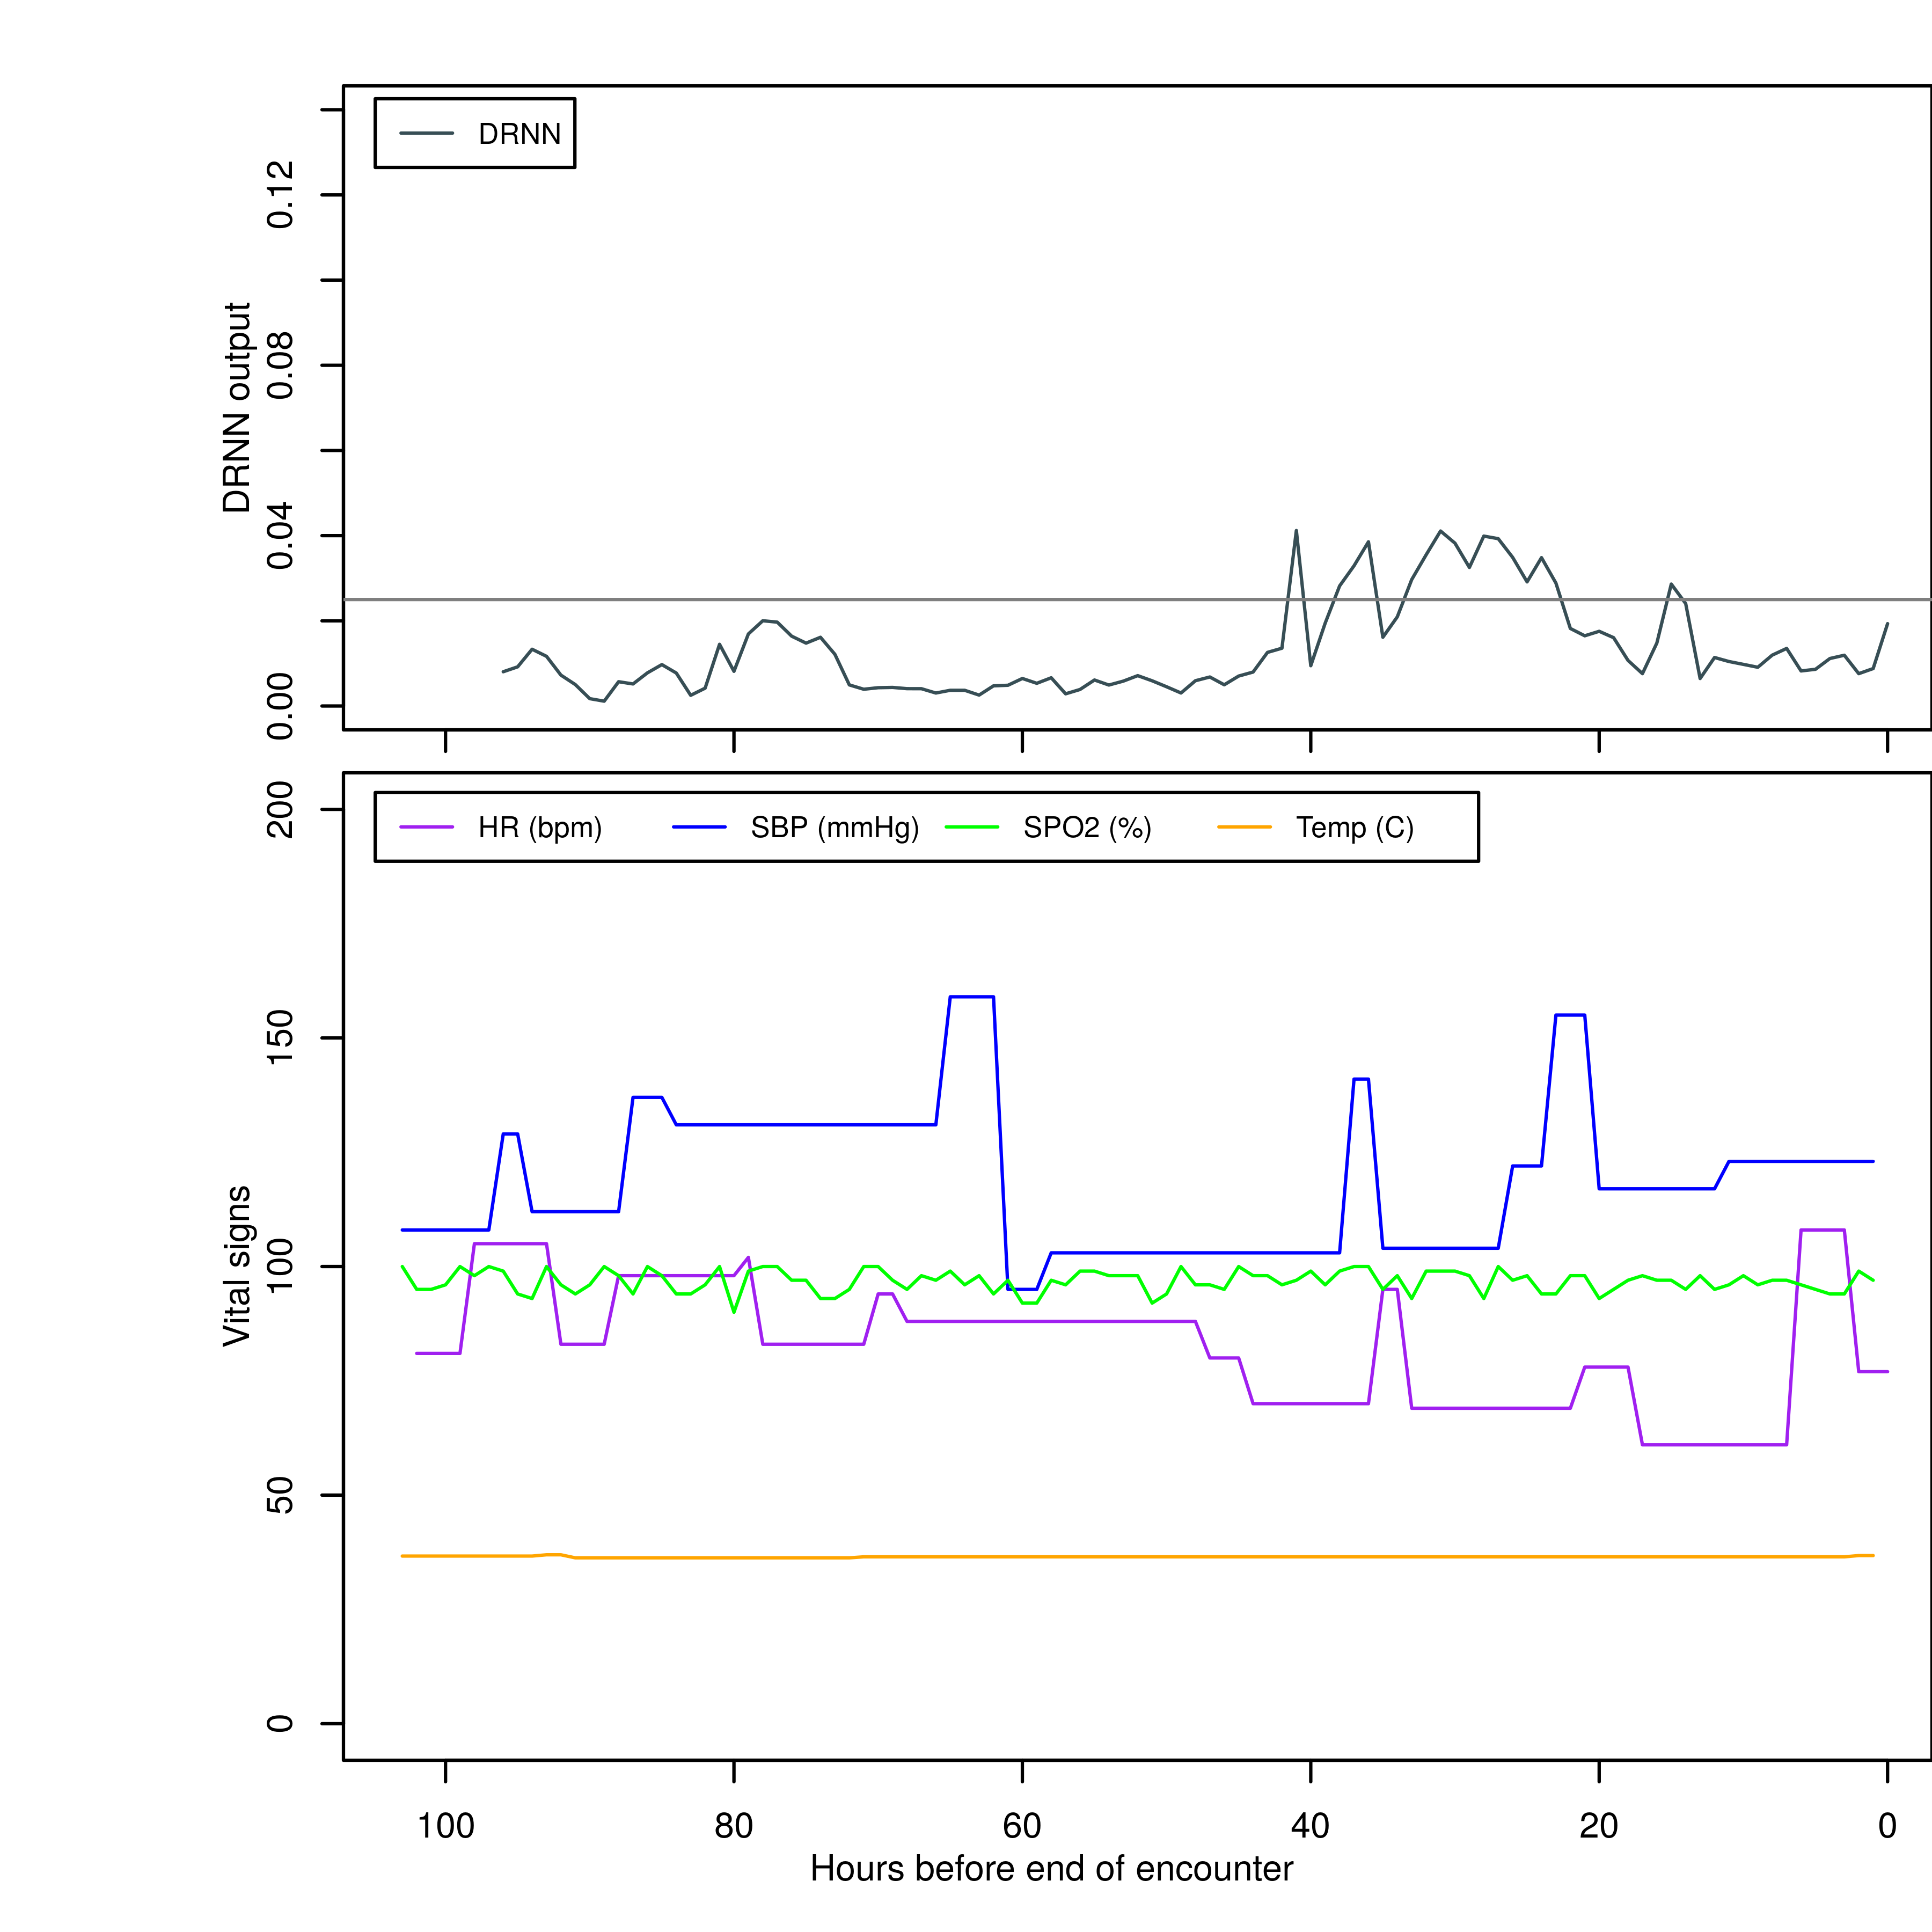 DRNN
DRNN output
0.12
0.08
0.04
0.00
HR (bpm) SBP (mmHg) SPO2 (%) Temp (C)
Vital signs
200
150
100
50
0
100 80 60 40 20 0
Hours before end of encounter